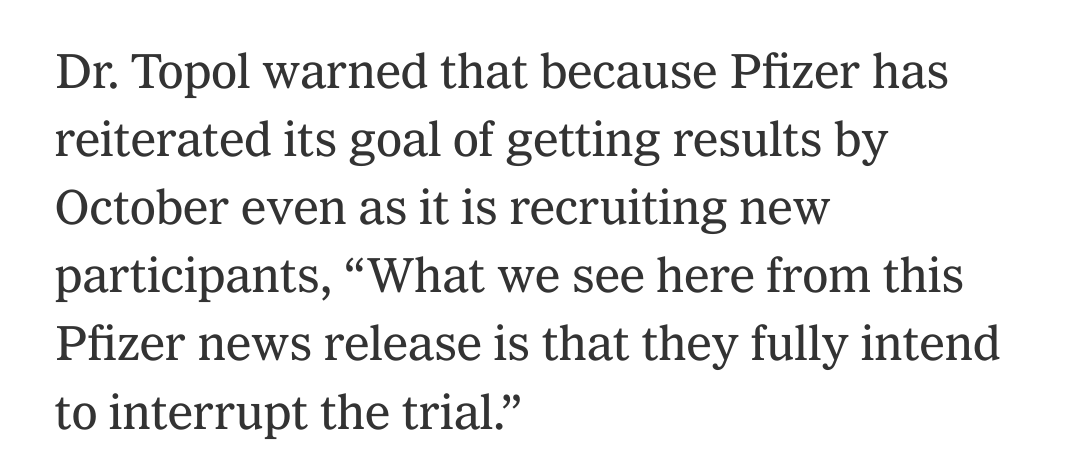 Dr. Topol warned that because Pfizer has
reiterated its goal of getting results by
October even as it is recruiting new
participants, “What we see here from this
Pfizer news release is that they fully intend
to interrupt the trial.”